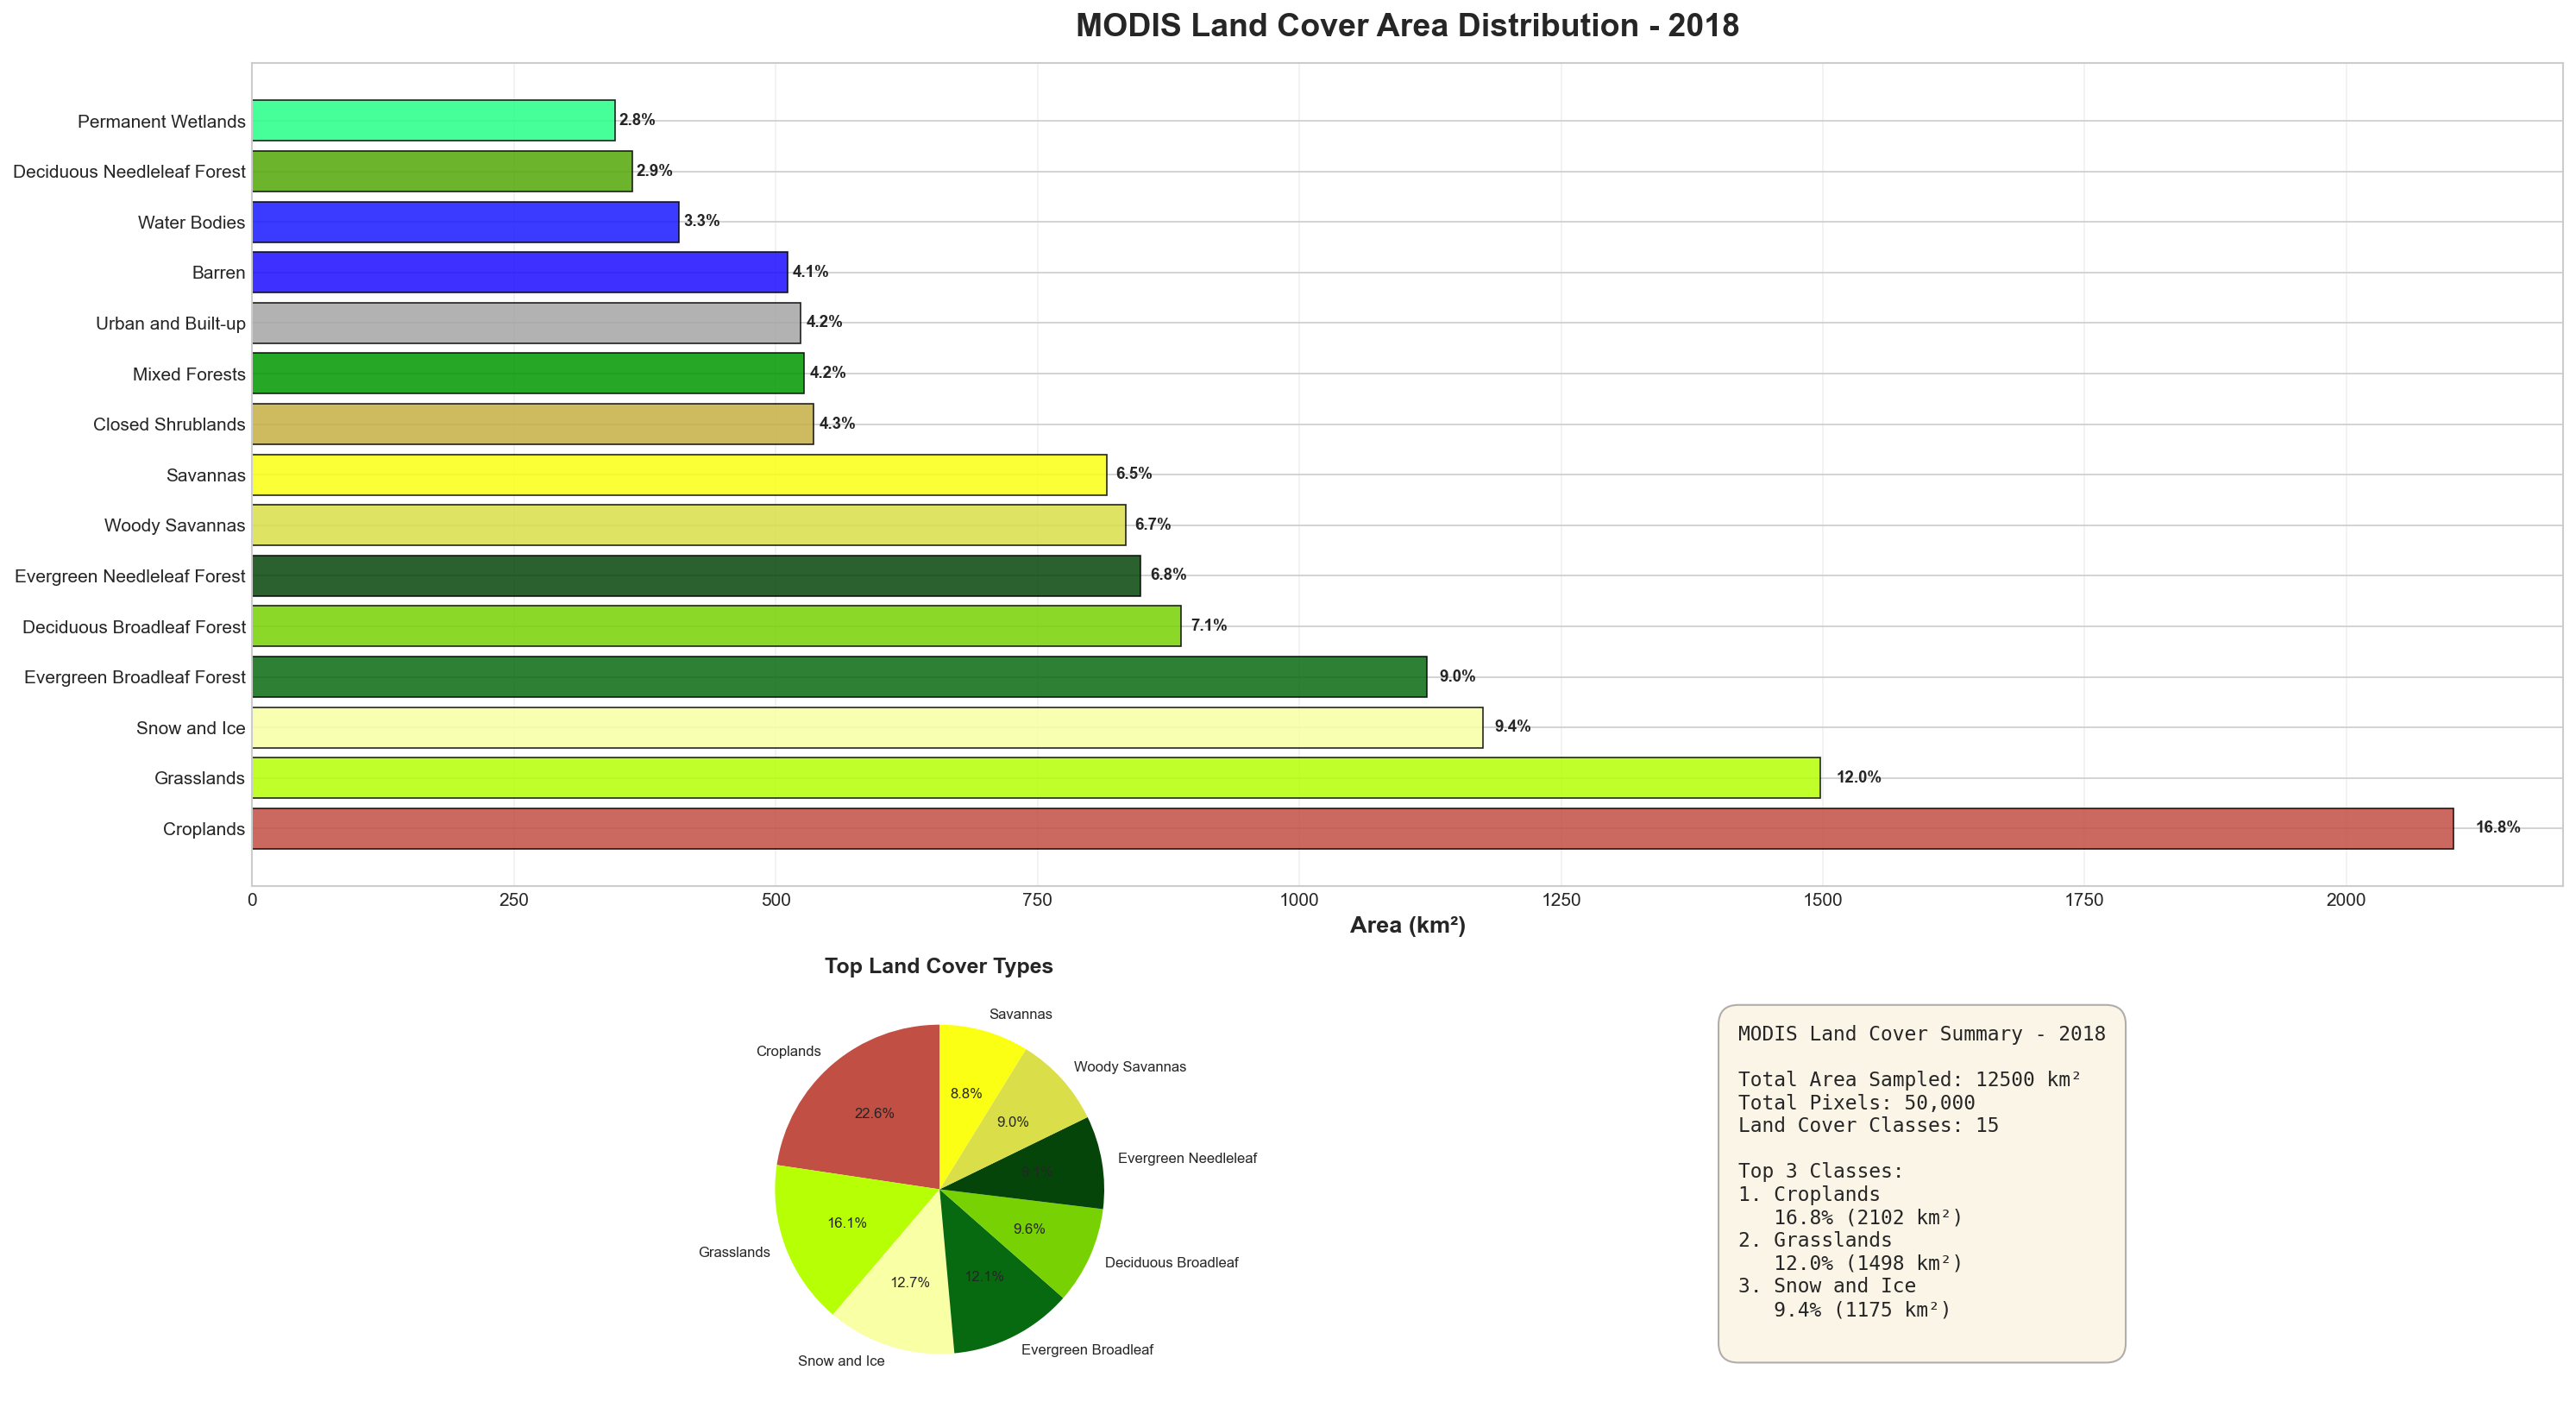 MODIS Land Cover Area Distribution - 2018
Permanent Wetlands
2.8%
Deciduous Needleleaf Forest
2.9%
Water Bodies
3.3%
Barren
4.1%
Urban and Built-up
4.2%
Mixed Forests
4.2%
Closed Shrublands
4.3%
Savannas
6.5%
Woody Savannas
6.7%
Evergreen Needleleaf Forest
6.8%
Deciduous Broadleaf Forest
7.1%
Evergreen Broadleaf Forest
9.0%
Snow and Ice
9.4%
Grasslands
12.0%
Croplands
16.8%
0 250 500 750 1000 1250 1500 1750 2000
Area (km²)
Top Land Cover Types
Savannas
8.8%
Croplands
22.6%
Woody Savannas
9.0%
Evergreen Needleleaf
Grasslands
16.1%
Deciduous Broadleaf
9.6%
Snow and Ice
12.7%
Evergreen Broadleaf
12.1%
MODIS Land Cover Summary - 2018
Total Area Sampled: 12500 km²
Total Pixels: 50,000
Land Cover Classes: 15
Top 3 Classes:
1. Croplands
16.8% (2102 km²)
2. Grasslands
12.0% (1498 km²)
3. Snow and Ice
9.4% (1175 km²)